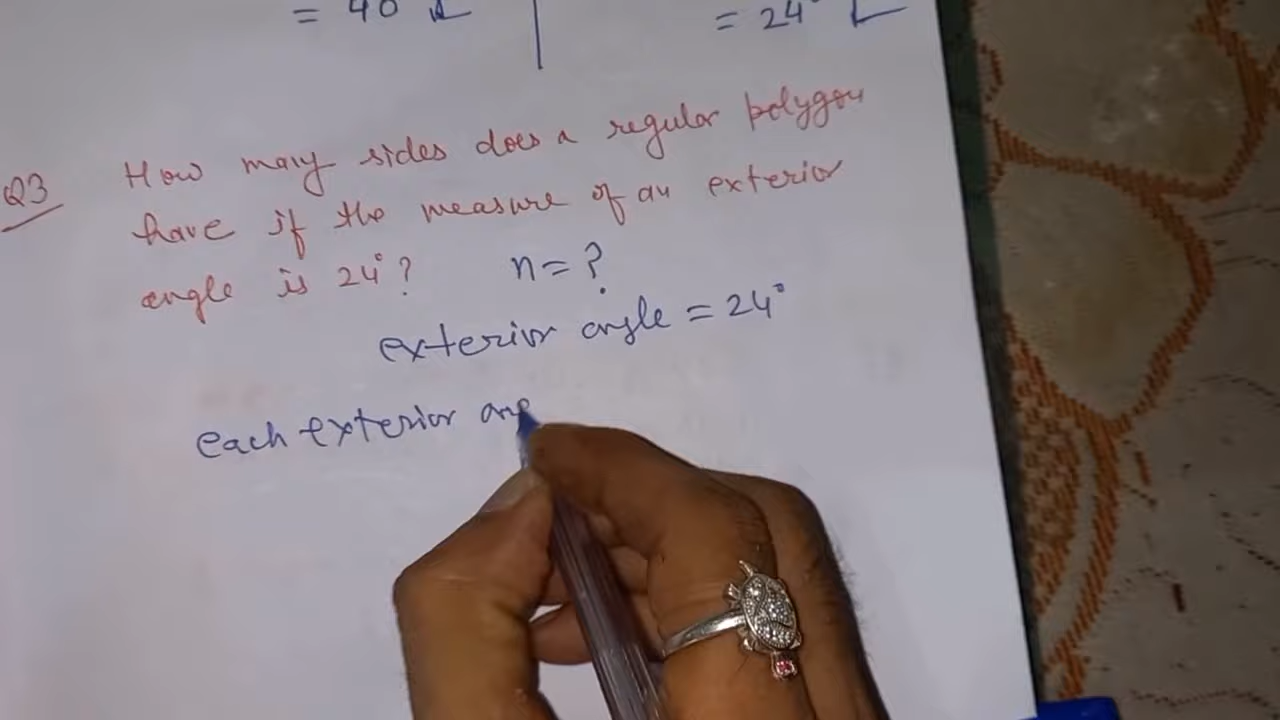 = 40
= 24°
Q3 How many sides does a regular polygon
have if the measure of an exterior
angle is 24°? n = ?
exterior angle = 24°
each exterior ang